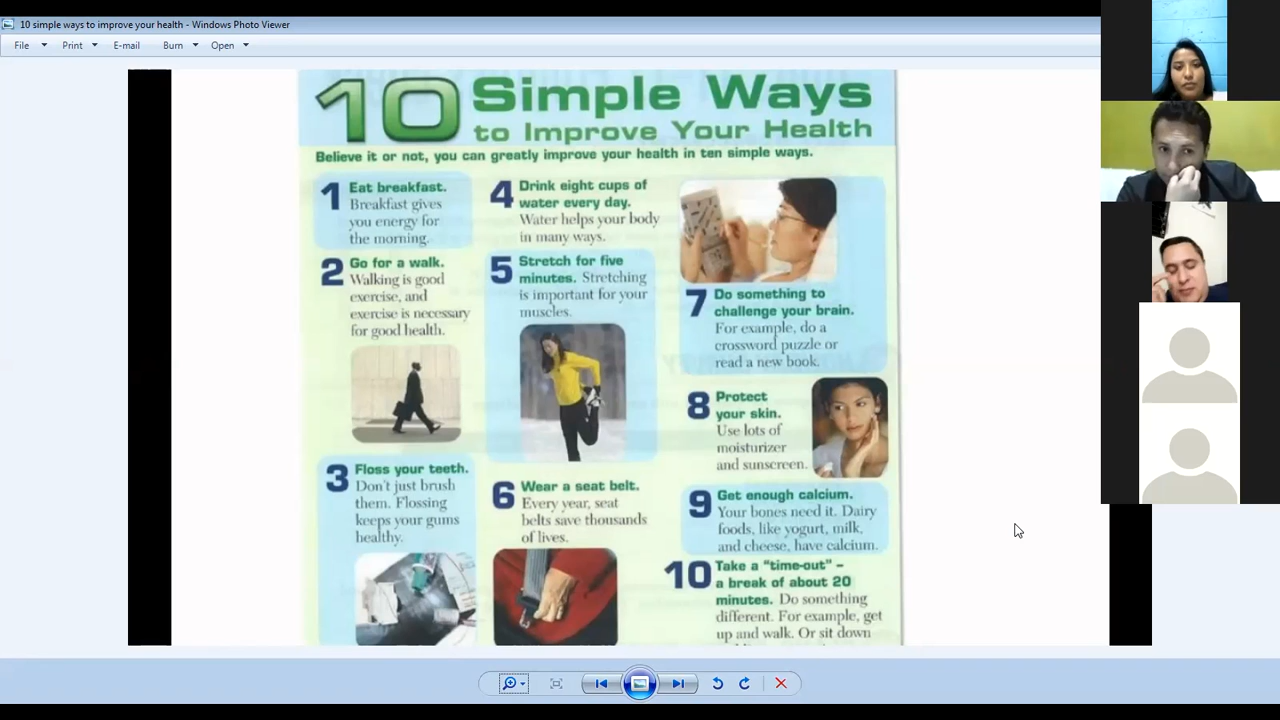 10 simple ways to improve your health - Windows Photo Viewer
File Print E-mail Burn Open
10 Simple Ways
to Improve Your Health
Believe it or not, you can greatly improve your health in ten simple ways.
1 Eat breakfast.
Breakfast gives
you energy for
the morning.
2 Go for a walk.
Walking is good
exercise, and
exercise is necessary
for good health.
3 Floss your teeth.
Don't just brush
them. Flossing
keeps your gums
healthy.
4 Drink eight cups of
water every day.
Water helps your body
in many ways.
5 Stretch for five
minutes. Stretching
is important for your
muscles.
6 Wear a seat belt.
Every year, seat
belts save thousands
of lives.
7 Do something to
challenge your brain.
For example, do a
crossword puzzle or
read a new book.
8 Protect
your skin.
Use lots of
moisturizer
and sunscreen.
9 Get enough calcium.
Your bones need it. Dairy
foods, like yogurt, milk,
and cheese, have calcium.
10 Take a "time-out" –
a break of about 20
minutes. Do something
different. For example, get
up and walk. Or sit down